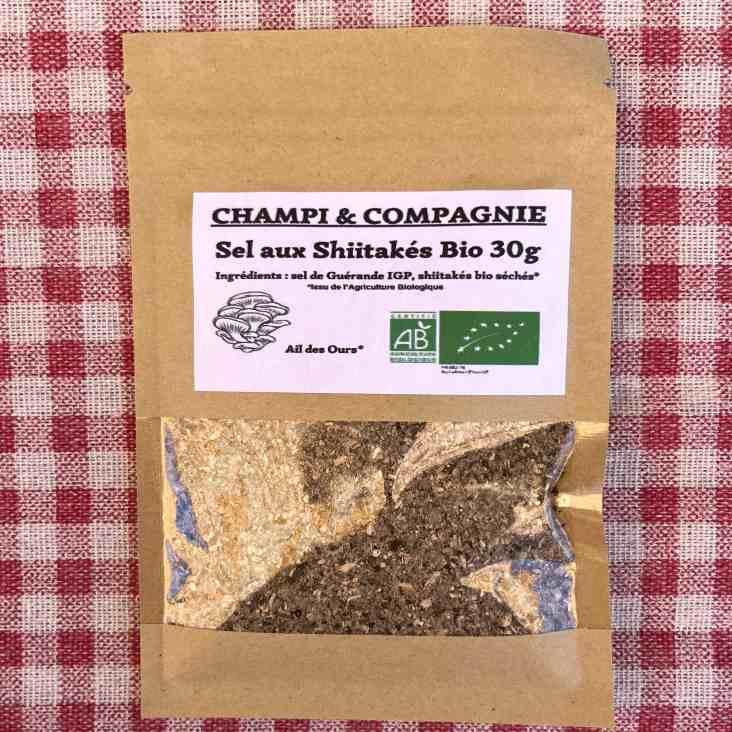 CHAMPI & COMPAGNIE
Sel aux Shiitakés Bio 30g
Ingrédients : sel de Guérande IGP, shiitakés bio séchés*
*Issu de l'Agriculture Biologique
Ail des Ours*
CERTIFIÉ
AB